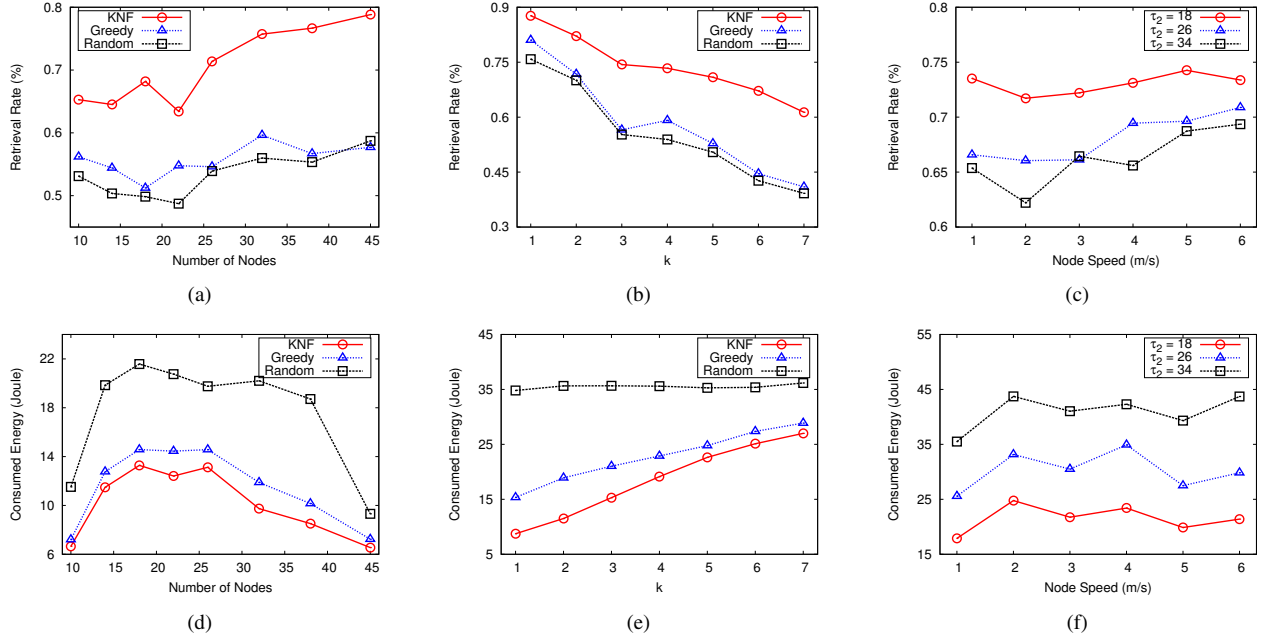 0.8
0.7
0.6
0.5
10
15
20
25
30
35
40
45
Retrieval Rate (%)
Number of Nodes
KNF
Greedy
Random
(a)
0.9
0.75
0.6
0.45
0.3
1
2
3
4
5
6
7
Retrieval Rate (%)
k
KNF
Greedy
Random
(b)
0.8
0.75
0.7
0.65
0.6
1
2
3
4
5
6
Retrieval Rate (%)
Node Speed (m/s)
τ2 = 18
τ2 = 26
τ2 = 34
(c)
22
18
14
10
6
10
15
20
25
30
35
40
45
Consumed Energy (Joule)
Number of Nodes
KNF
Greedy
Random
(d)
45
35
25
15
5
1
2
3
4
5
6
7
Consumed Energy (Joule)
k
KNF
Greedy
Random
(e)
55
45
35
25
15
1
2
3
4
5
6
Consumed Energy (Joule)
Node Speed (m/s)
τ2 = 18
τ2 = 26
τ2 = 34
(f)